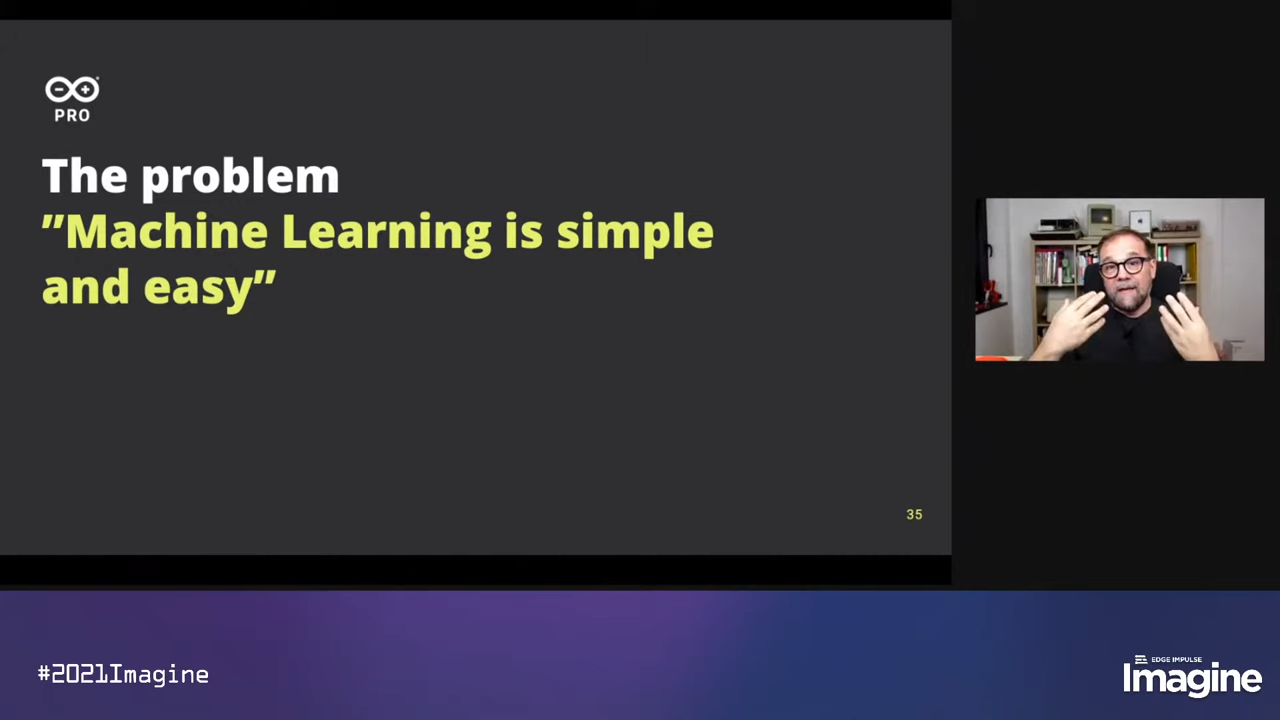 PRO
The problem
”Machine Learning is simple
and easy”
35
#2021Imagine
EDGE IMPULSE
Imagine